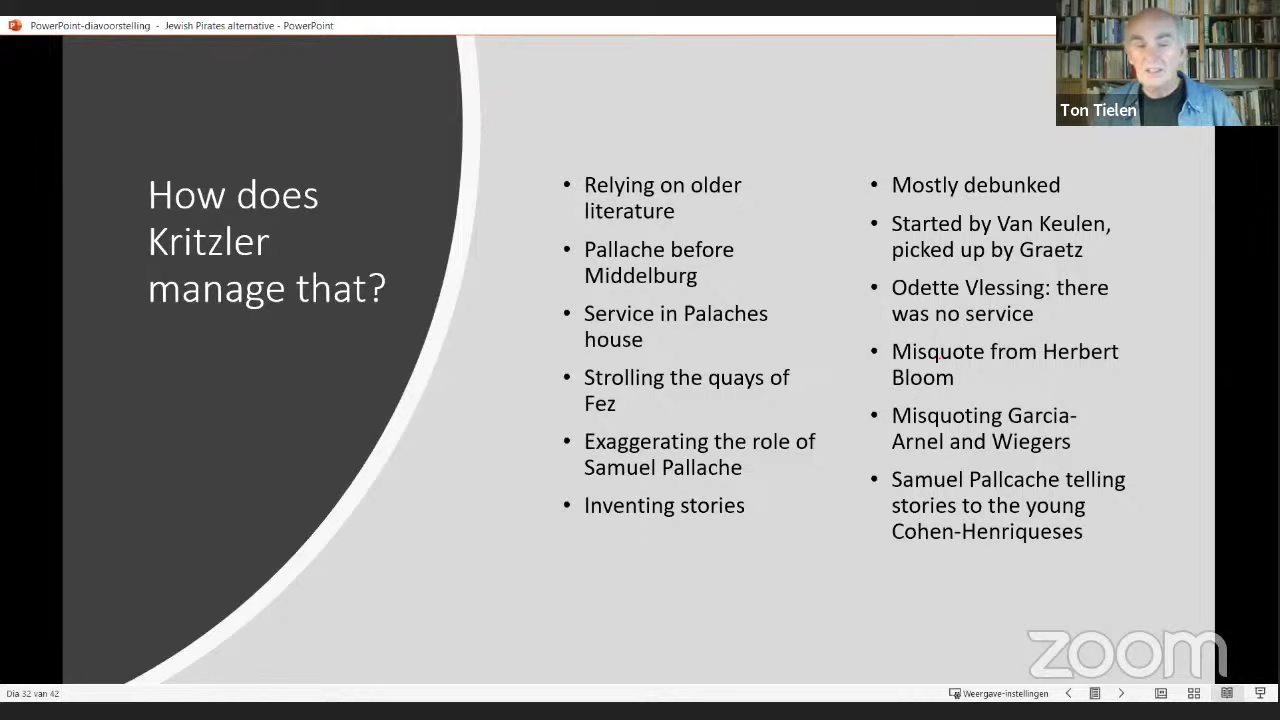 PowerPoint-diavoorstelling - Jewish Pirates alternative - PowerPoint
Ton Tielen
How does
Kritzler
manage that?
• Relying on older
literature
• Pallache before
Middelburg
• Service in Palaches
house
• Strolling the quays of
Fez
• Exaggerating the role of
Samuel Pallache
• Inventing stories
• Mostly debunked
• Started by Van Keulen,
picked up by Graetz
• Odette Vlessing: there
was no service
• Misquote from Herbert
Bloom
• Misquoting Garcia-
Arnel and Wiegers
• Samuel Pallcache telling
stories to the young
Cohen-Henriqueses
zoom
Dia 32 van 42
Weergave-instellingen